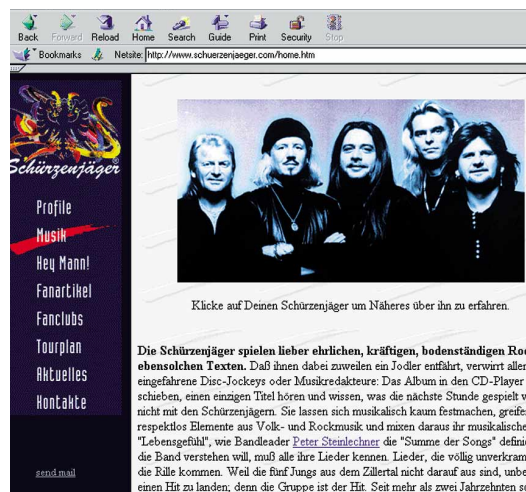 Back Forward Reload Home Search Guide Print Security Stop
Bookmarks Netsite: http://www.schuerzenjaeger.com/home.htm
Schürzenjäger
Profile
Musik
Hey Mann!
Fanartikel
Fanclubs
Tourplan
Aktuelles
Kontakte
send mail
Klicke auf Deinen Schürzenjäger um Näheres über ihn zu erfahren.
Die Schürzenjäger spielen lieber ehrlichen, kräftigen, bodenständigen Roc
ebensolchen Texten. Daß ihnen dabei zuweilen ein Jodler entfährt, verwirrt aller
eingefahrene Disc-Jockeys oder Musikredakteure: Das Album in den CD-Player
schieben, einen einzigen Titel hören und wissen, was die nächste Stunde gespielt w
nicht mit den Schürzenjägern. Sie lassen sich musikalisch kaum festmachen, greife
respektlos Elemente aus Volk- und Rockmusik und mixen daraus ihr musikalische
"Lebensgefühl", wie Bandleader Peter Steinlechner die "Summe der Songs" defini
die Band verstehen will, muß alle ihre Lieder kennen. Lieder, die völlig unverkram
die Rille kommen. Weil die fünf Jungs aus dem Zillertal nicht darauf aus sind, unbe
einen Hit zu landen; denn die Gruppe ist der Hit. Seit mehr als zwei Jahrzehnten se